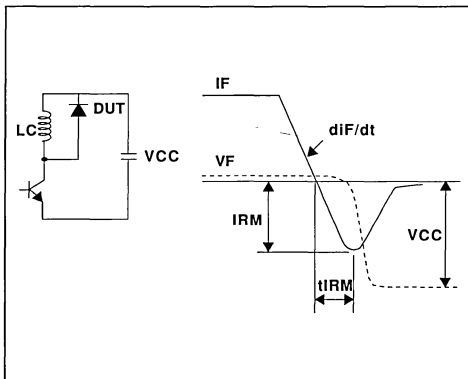 DUT
LC
VCC
IF
diF/dt
VF
IRM
VCC
tIRM